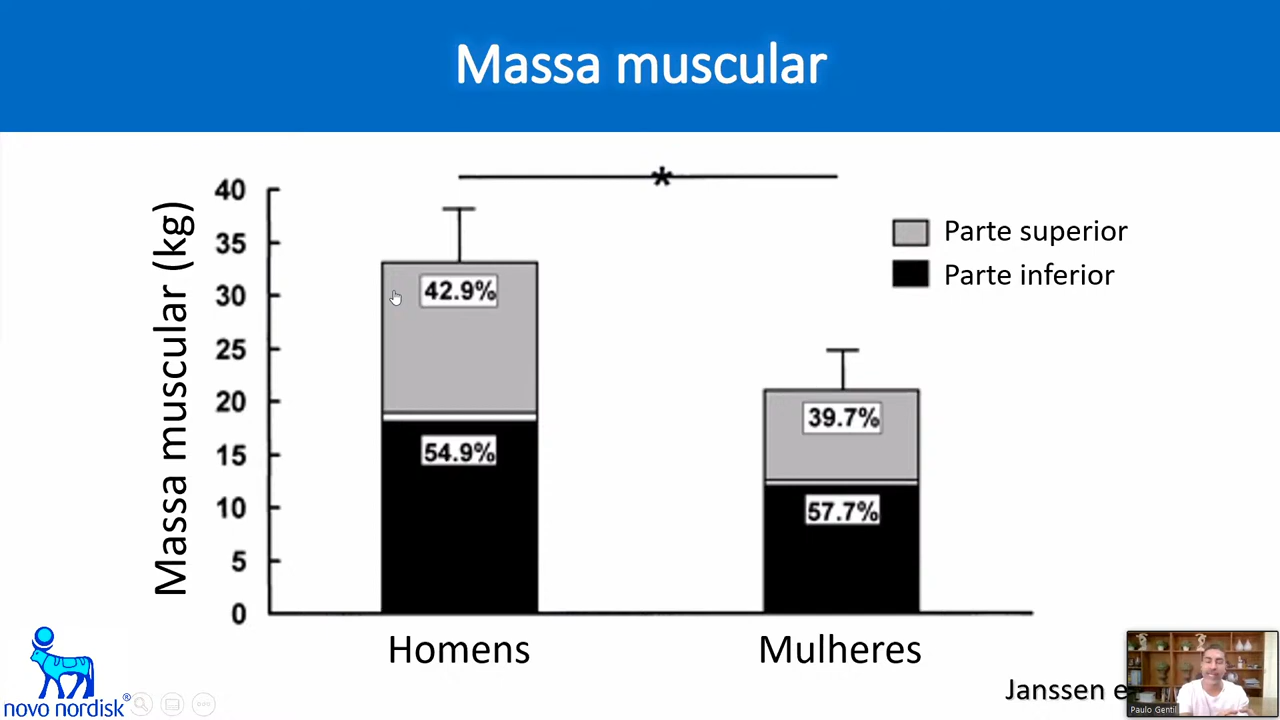 Massa muscular
Massa muscular (kg)
40
35
30
25
20
15
10
5
0
*
42.9%
54.9%
39.7%
57.7%
Parte superior
Parte inferior
Homens
Mulheres
Janssen e
novo nordisk®
Paulo Gentil